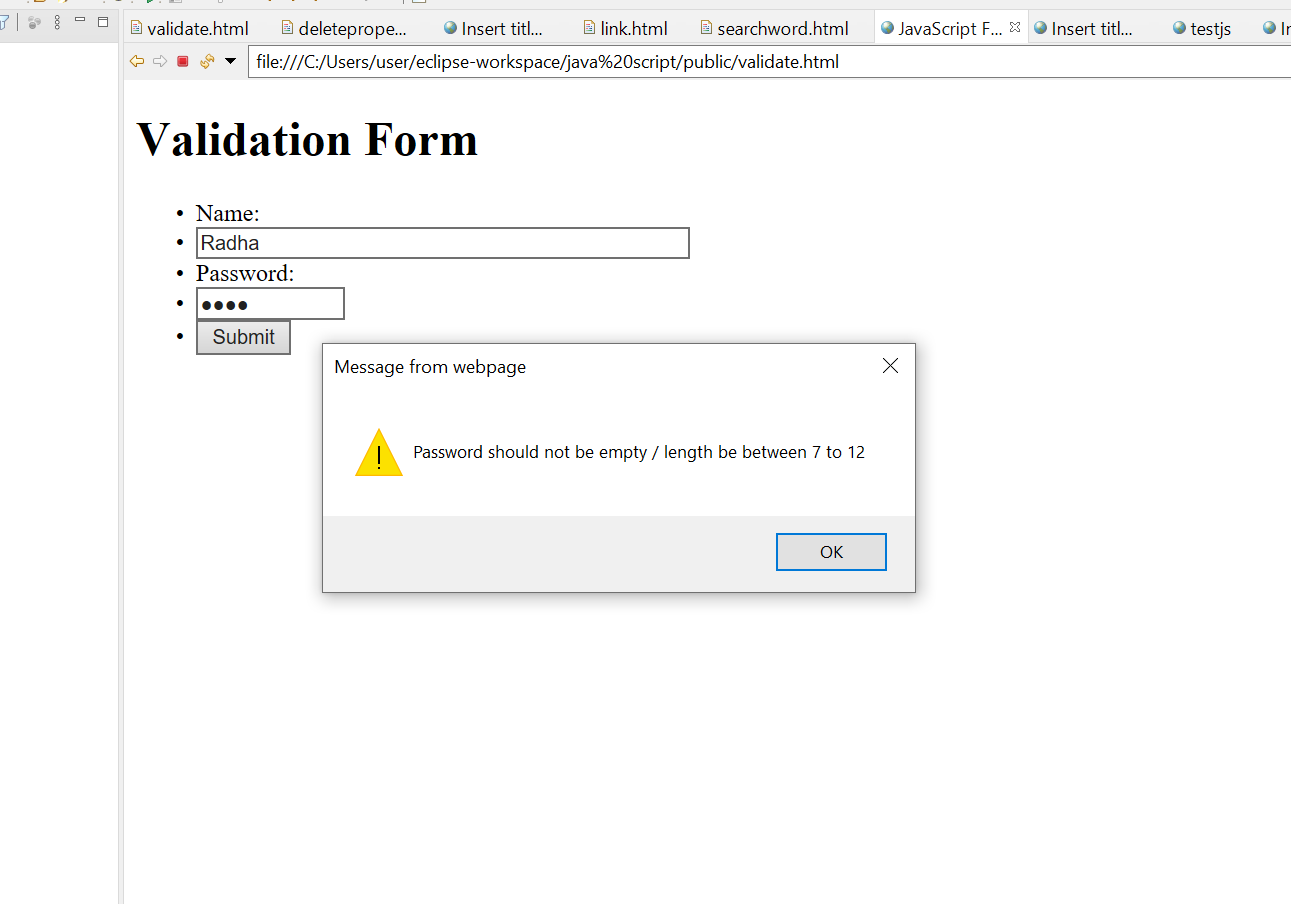 validate.html deleteprope... Insert titl... link.html searchword.html JavaScript F... Insert titl... testjs
file:///C:/Users/user/eclipse-workspace/java%20script/public/validate.html
Validation Form
• Name:
• Radha
• Password:
• ●●●●
• Submit
Message from webpage
Password should not be empty / length be between 7 to 12
OK